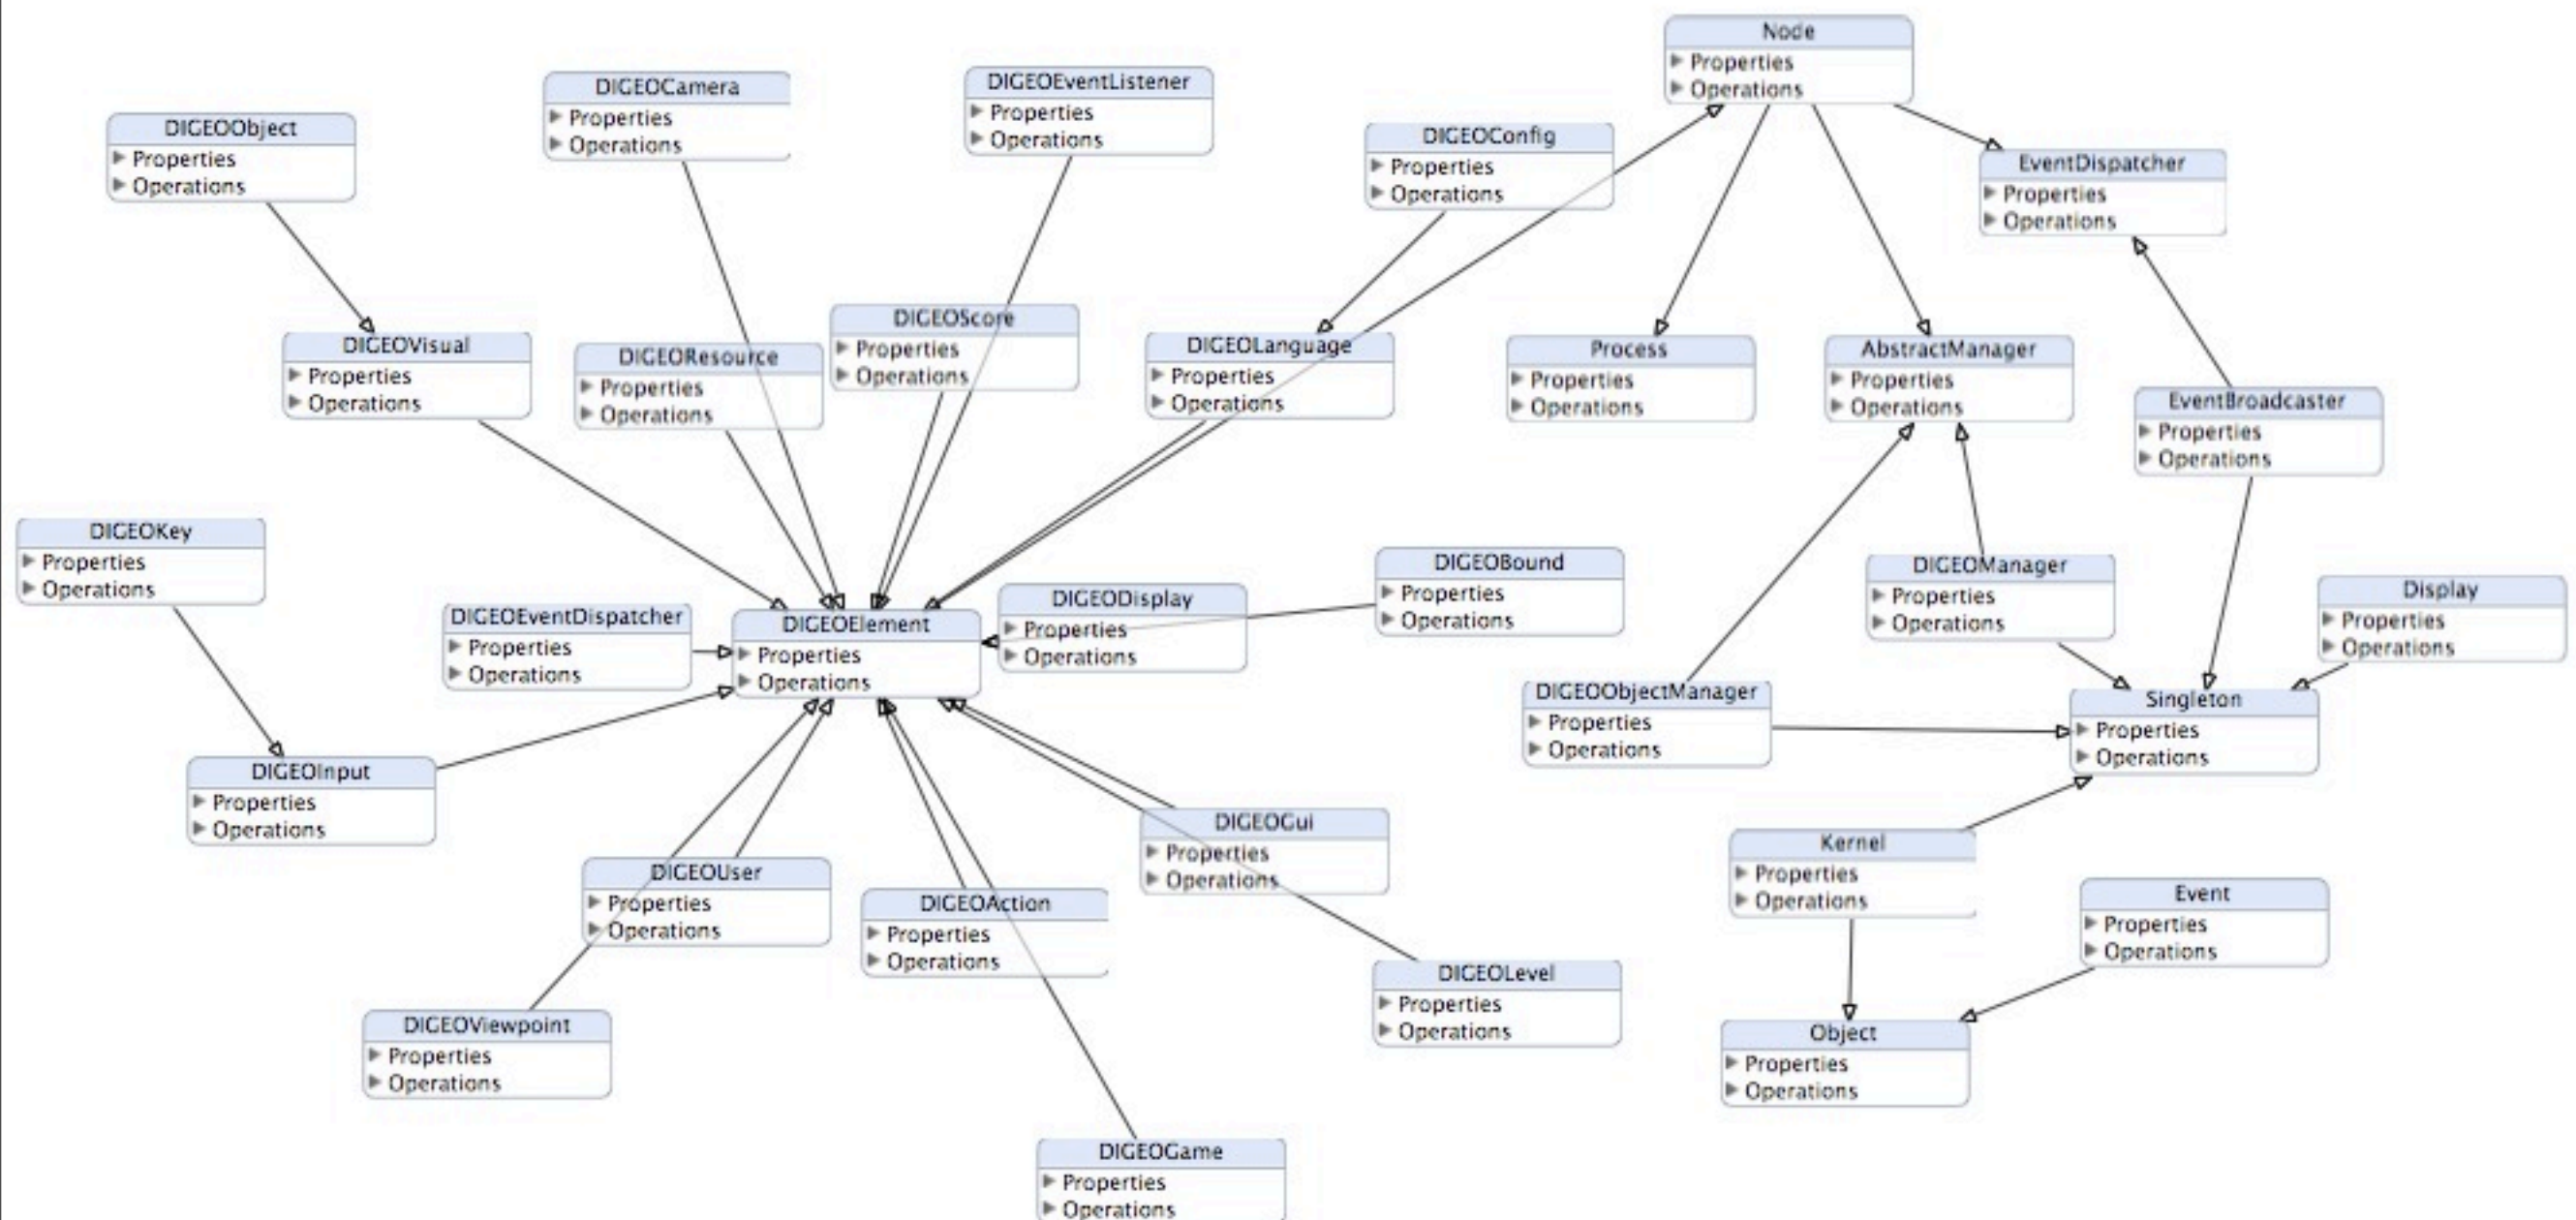 Node
Properties
Operations
DIGEOEventListener
Properties
Operations
DIGEOCamera
Properties
Operations
DIGEOObject
Properties
Operations
DIGEOConfig
Properties
Operations
EventDispatcher
Properties
Operations
DIGEOScore
Properties
Operations
DIGEOVisual
Properties
Operations
DIGEOResource
Properties
Operations
DIGEOLanguage
Properties
Operations
Process
Properties
Operations
AbstractManager
Properties
Operations
EventBroadcaster
Properties
Operations
DIGEOKey
Properties
Operations
DIGEOBound
Properties
Operations
DIGEOManager
Properties
Operations
Display
Properties
Operations
DIGEOEventDispatcher
Properties
Operations
DIGEOElement
Properties
Operations
DIGEODisplay
Properties
Operations
DIGEOObjectManager
Properties
Operations
Singleton
Properties
Operations
DIGEOInput
Properties
Operations
DIGEOGui
Properties
Operations
Kernel
Properties
Operations
DIGEOUser
Properties
Operations
DIGEOAction
Properties
Operations
Event
Properties
Operations
DIGEOLevel
Properties
Operations
DIGEOViewpoint
Properties
Operations
Object
Properties
Operations
DIGEOGame
Properties
Operations